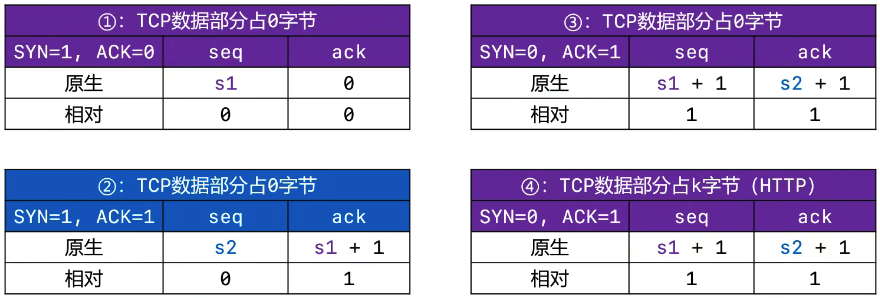 ①：TCP数据部分占0字节
SYN=1, ACK=0 seq ack
原生 s1 0
相对 0 0
②：TCP数据部分占0字节
SYN=1, ACK=1 seq ack
原生 s2 s1 + 1
相对 0 1
③：TCP数据部分占0字节
SYN=0, ACK=1 seq ack
原生 s1 + 1 s2 + 1
相对 1 1
④：TCP数据部分占k字节（HTTP）
SYN=0, ACK=1 seq ack
原生 s1 + 1 s2 + 1
相对 1 1